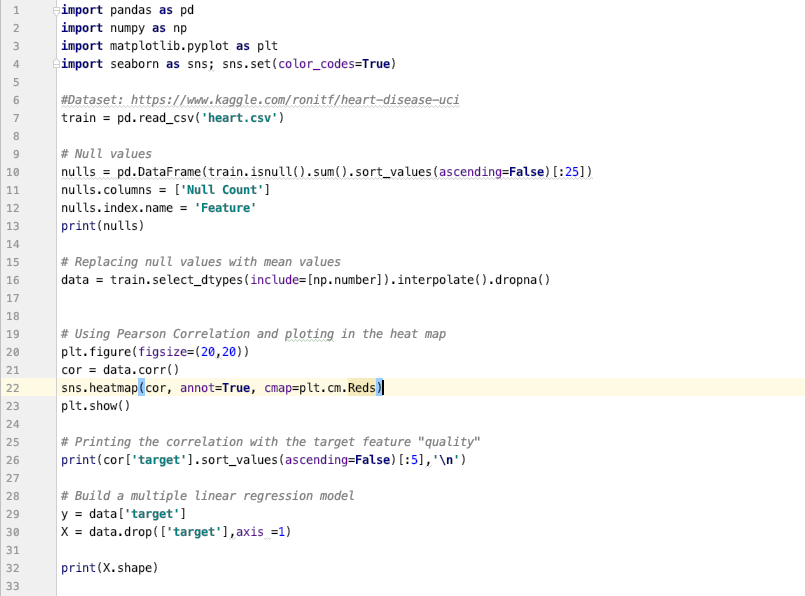 1 import pandas as pd
2 import numpy as np
3 import matplotlib.pyplot as plt
4 import seaborn as sns; sns.set(color_codes=True)
5
6 #Dataset: https://www.kaggle.com/ronitf/heart-disease-uci
7 train = pd.read_csv('heart.csv')
8
9 # Null values
10 nulls = pd.DataFrame(train.isnull().sum().sort_values(ascending=False)[:25])
11 nulls.columns = ['Null Count']
12 nulls.index.name = 'Feature'
13 print(nulls)
14
15 # Replacing null values with mean values
16 data = train.select_dtypes(include=[np.number]).interpolate().dropna()
17
18
19 # Using Pearson Correlation and ploting in the heat map
20 plt.figure(figsize=(20,20))
21 cor = data.corr()
22 sns.heatmap(cor, annot=True, cmap=plt.cm.Reds)
23 plt.show()
24
25 # Printing the correlation with the target feature "quality"
26 print(cor['target'].sort_values(ascending=False)[:5],'\n')
27
28 # Build a multiple linear regression model
29 y = data['target']
30 X = data.drop(['target'],axis =1)
31
32 print(X.shape)
33